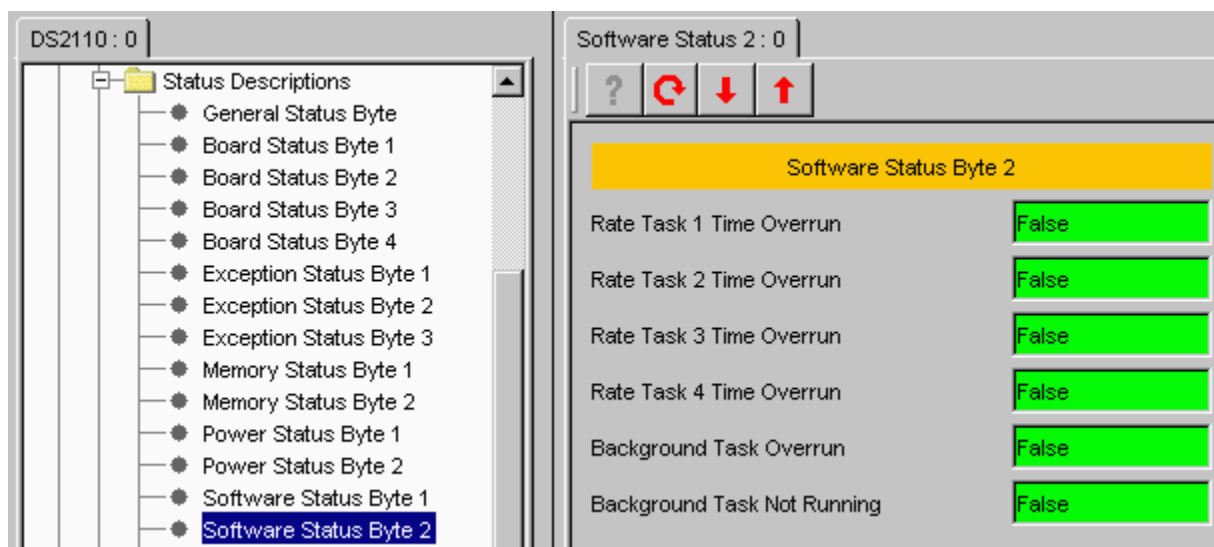 DS2110 : 0
Status Descriptions
General Status Byte
Board Status Byte 1
Board Status Byte 2
Board Status Byte 3
Board Status Byte 4
Exception Status Byte 1
Exception Status Byte 2
Exception Status Byte 3
Memory Status Byte 1
Memory Status Byte 2
Power Status Byte 1
Power Status Byte 2
Software Status Byte 1
Software Status Byte 2
Software Status 2 : 0
?
Software Status Byte 2
Rate Task 1 Time Overrun False
Rate Task 2 Time Overrun False
Rate Task 3 Time Overrun False
Rate Task 4 Time Overrun False
Background Task Overrun False
Background Task Not Running False